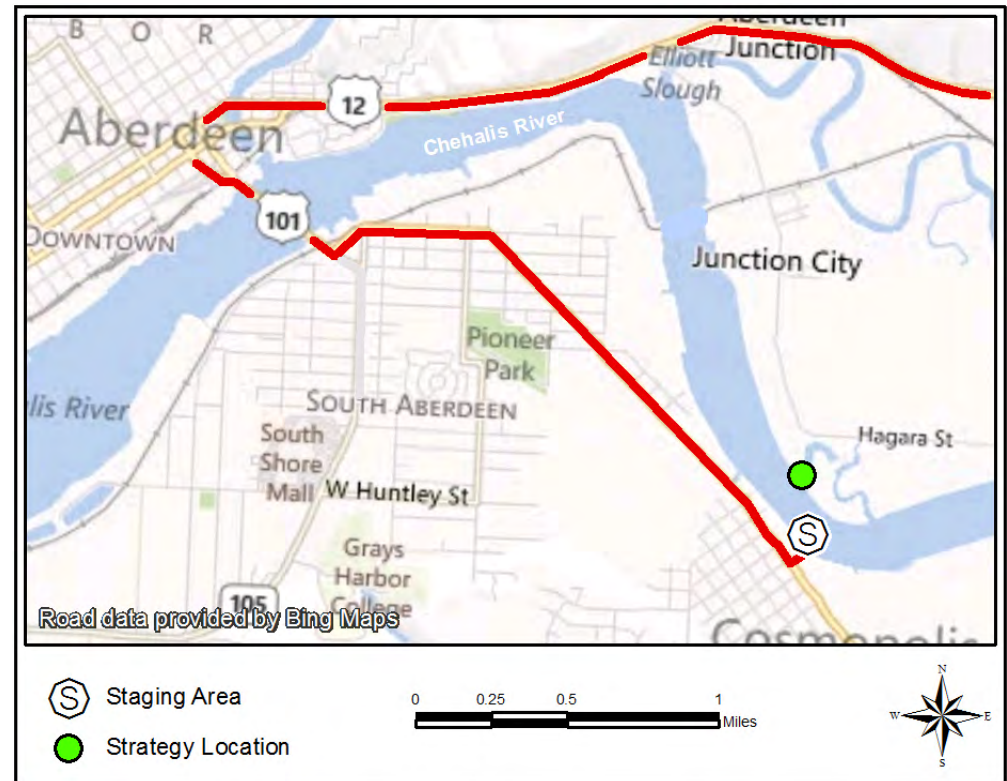 B O R
Aberdeen
Junction
Elliott
Slough
12
Aberdeen
Chehalis River
101
DOWNTOWN
Junction City
Pioneer
Park
lis River
SOUTH ABERDEEN
Hagara St
South
Shore
Mall
W Huntley St
S
Grays
Harbor
College
105
Road data provided by Bing Maps
Cosmopolis
S Staging Area
Strategy Location
0 0.25 0.5 1
Miles
N
W E
S